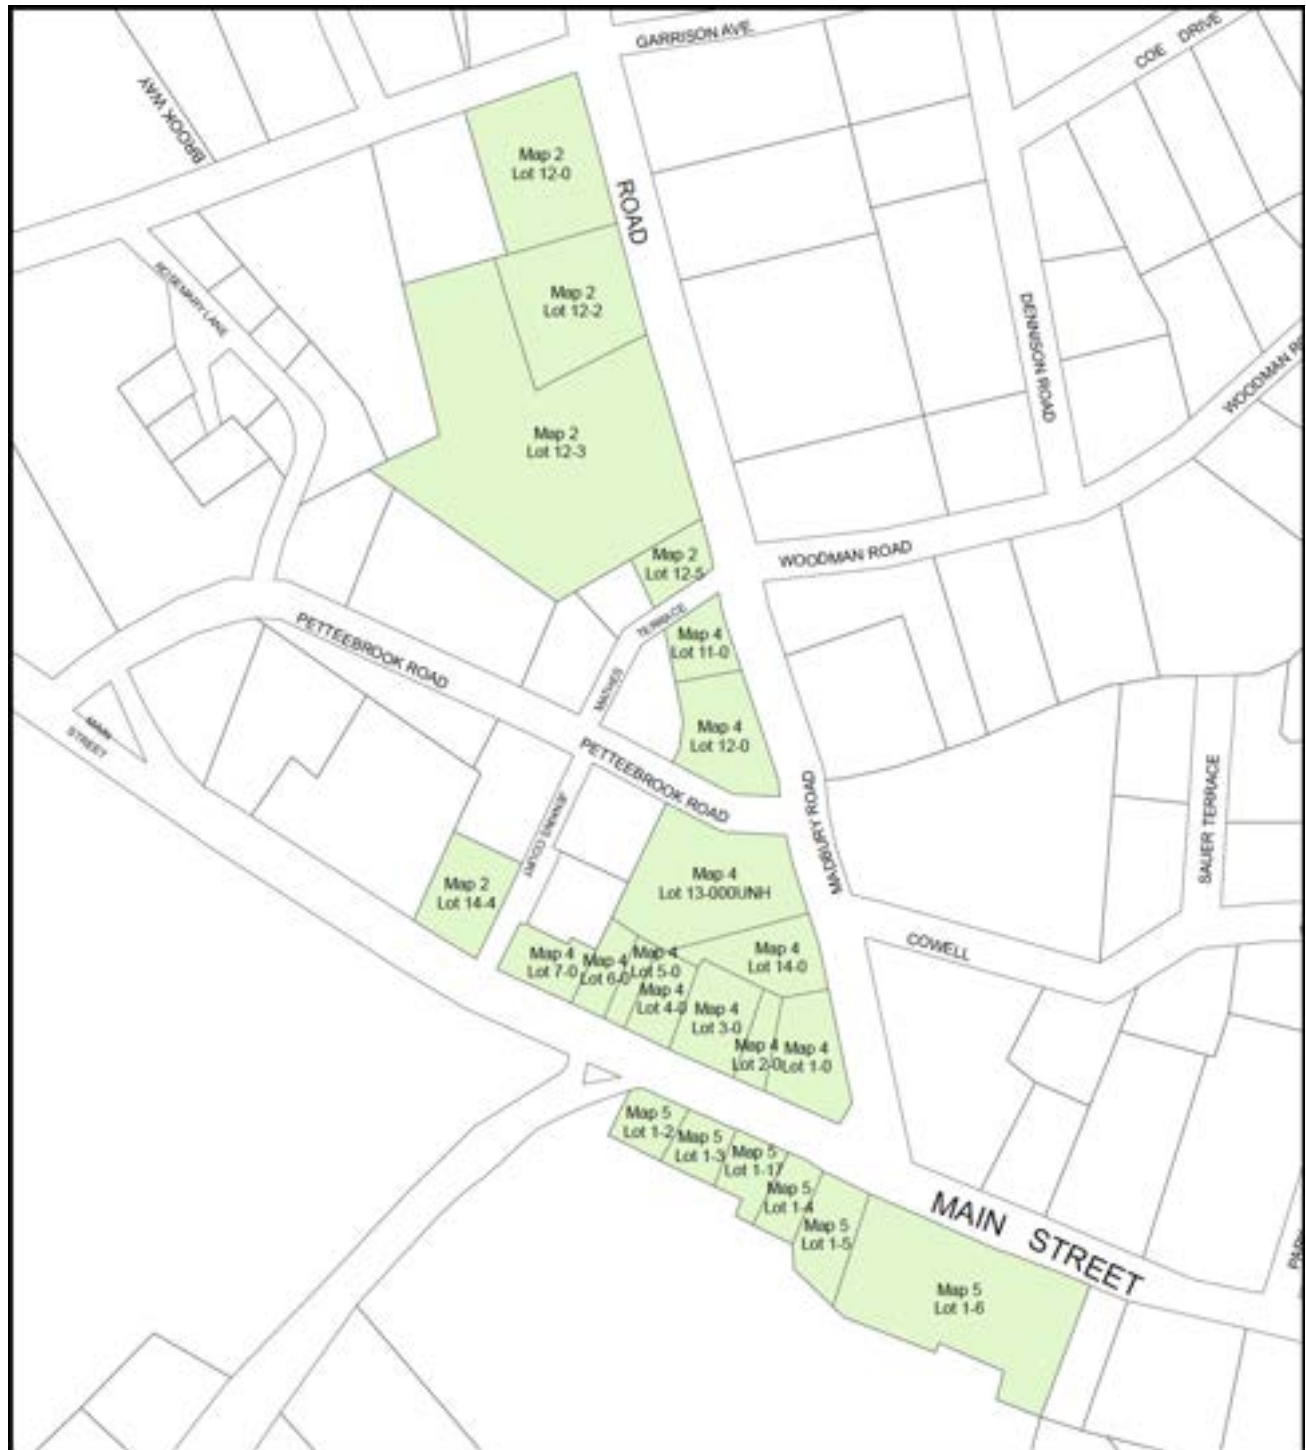 GARRISON AVE.
COE DRIVE
BROOK WAY
Map 2
Lot 12-0
ROAD
ROSEMARY LANE
Map 2
Lot 12-2
DENNISON ROAD
WOODMAN
Map 2
Lot 12-3
WOODMAN ROAD
Map 2
Lot 12-5
TERRACE
PETTEEBROOK ROAD
Map 4
Lot 11-0
MATHES
MAIN
STREET
Map 4
Lot 12-0
PETTEEBROOK ROAD
MADBURY ROAD
SAUER TERRACE
JENKINS COURT
Map 2
Lot 14-4
Map 4
Lot 13-000UNH
COWELL
Map 4
Lot 7-0
Map 4
Lot 6-0
Map 4
Lot 5-0
Map 4
Lot 14-0
Map 4
Lot 4-0
Map 4
Lot 3-0
Map 4
Lot 2-0
Map 4
Lot 1-0
Map 5
Lot 1-2
Map 5
Lot 1-3
Map 5
Lot 1-17
Map 5
Lot 1-4
Map 5
Lot 1-5
MAIN STREET
Map 5
Lot 1-6